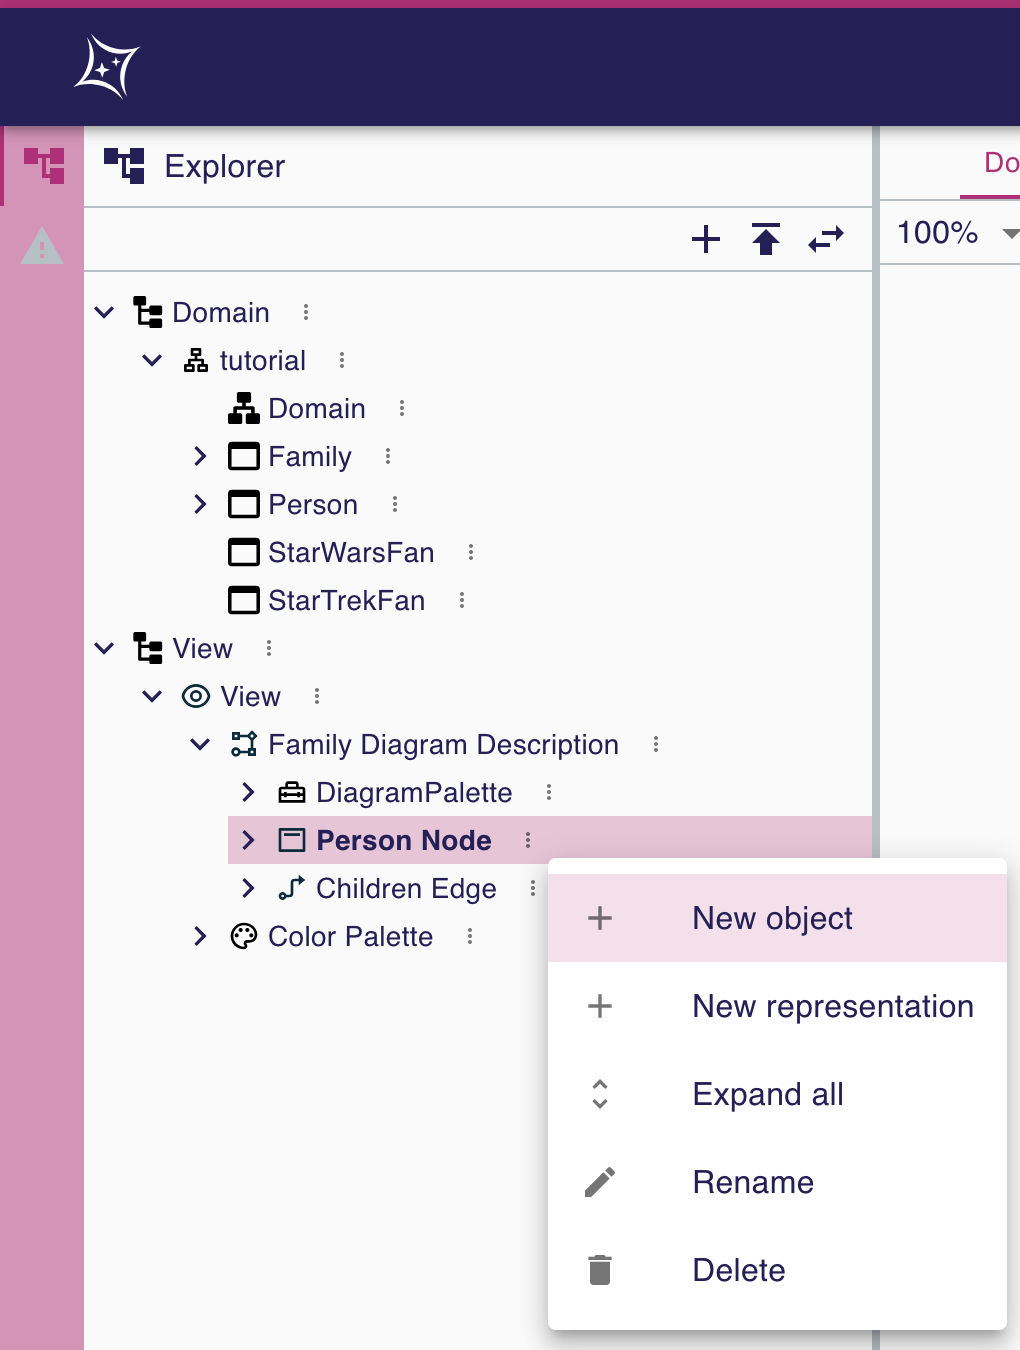 Explorer
Do
100%
Domain
tutorial
Domain
Family
Person
StarWarsFan
StarTrekFan
View
View
Family Diagram Description
DiagramPalette
Person Node
Children Edge
Color Palette
New object
New representation
Expand all
Rename
Delete